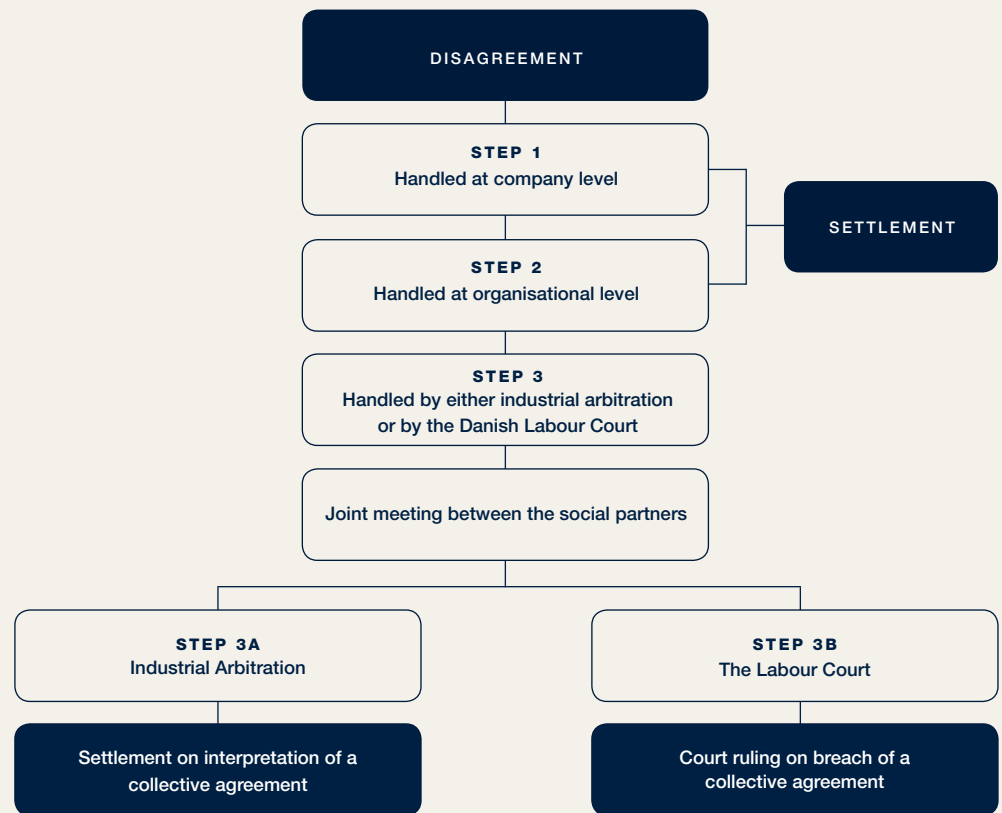 DISAGREEMENT
STEP 1
Handled at company level
SETTLEMENT
STEP 2
Handled at organisational level
STEP 3
Handled by either industrial arbitration
or by the Danish Labour Court
Joint meeting between the social partners
STEP 3A
Industrial Arbitration
STEP 3B
The Labour Court
Settlement on interpretation of a
collective agreement
Court ruling on breach of a
collective agreement